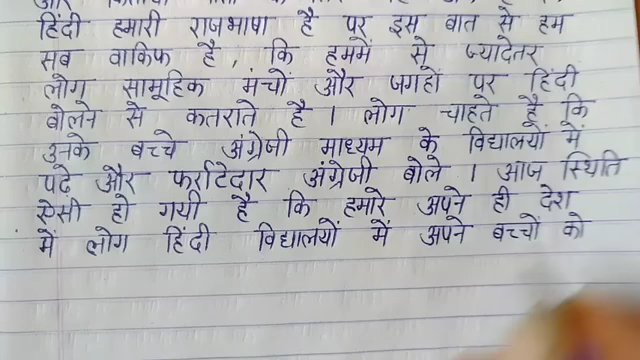 हिंदी हमारी राजभाषा है पर इस बात से हम
सब वाकिफ है, कि हममें से ज्यादेतर
लोग सामूहिक मंचों और जगहों पर हिंदी
बोलने से कतराते है । लोग चाहते है कि
उनके बच्चे अंग्रेजी माध्यम के विद्यालयों में
पढे और फर्राटेदार अंग्रेजी बोले । आज स्थिति
ऐसी हो गयी है कि हमारे अपने ही देश
में लोग हिंदी विद्यालयों में अपने बच्चों को